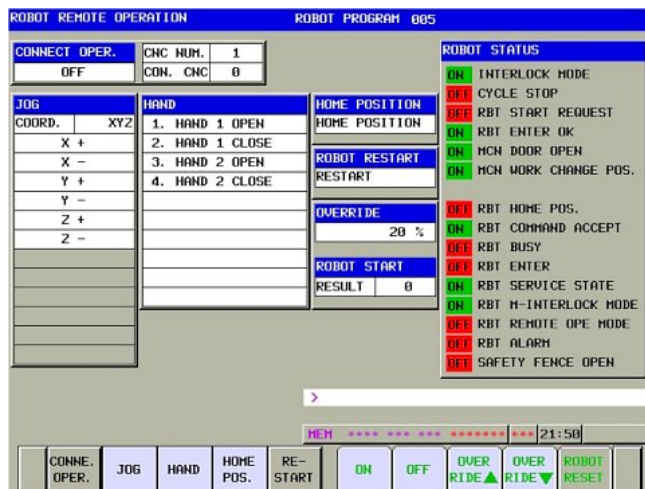 ROBOT REMOTE OPERATION ROBOT PROGRAM 005
CONNECT OPER.
OFF
CNC NUM. 1
CON. CNC 0
JOG
COORD. XYZ
X +
X -
Y +
Y -
Z +
Z -
HAND
1. HAND 1 OPEN
2. HAND 1 CLOSE
3. HAND 2 OPEN
4. HAND 2 CLOSE
HOME POSITION
HOME POSITION
ROBOT RESTART
RESTART
OVERRIDE
20 %
ROBOT START
RESULT 0
ROBOT STATUS
ON INTERLOCK MODE
OFF CYCLE STOP
OFF RBT START REQUEST
ON RBT ENTER OK
ON MCN DOOR OPEN
ON MCN WORK CHANGE POS.
OFF RBT HOME POS.
ON RBT COMMAND ACCEPT
OFF RBT BUSY
OFF RBT ENTER
ON RBT SERVICE STATE
ON RBT M-INTERLOCK MODE
OFF RBT REMOTE OPE MODE
OFF RBT ALARM
OFF SAFETY FENCE OPEN
>
MEM **** *** *** ******* *** 21:50
CONNE.
OPER.
JOG
HAND
HOME
POS.
RE-
START
ON
OFF
OVER
RIDE▲
OVER
RIDE▼
ROBOT
RESET